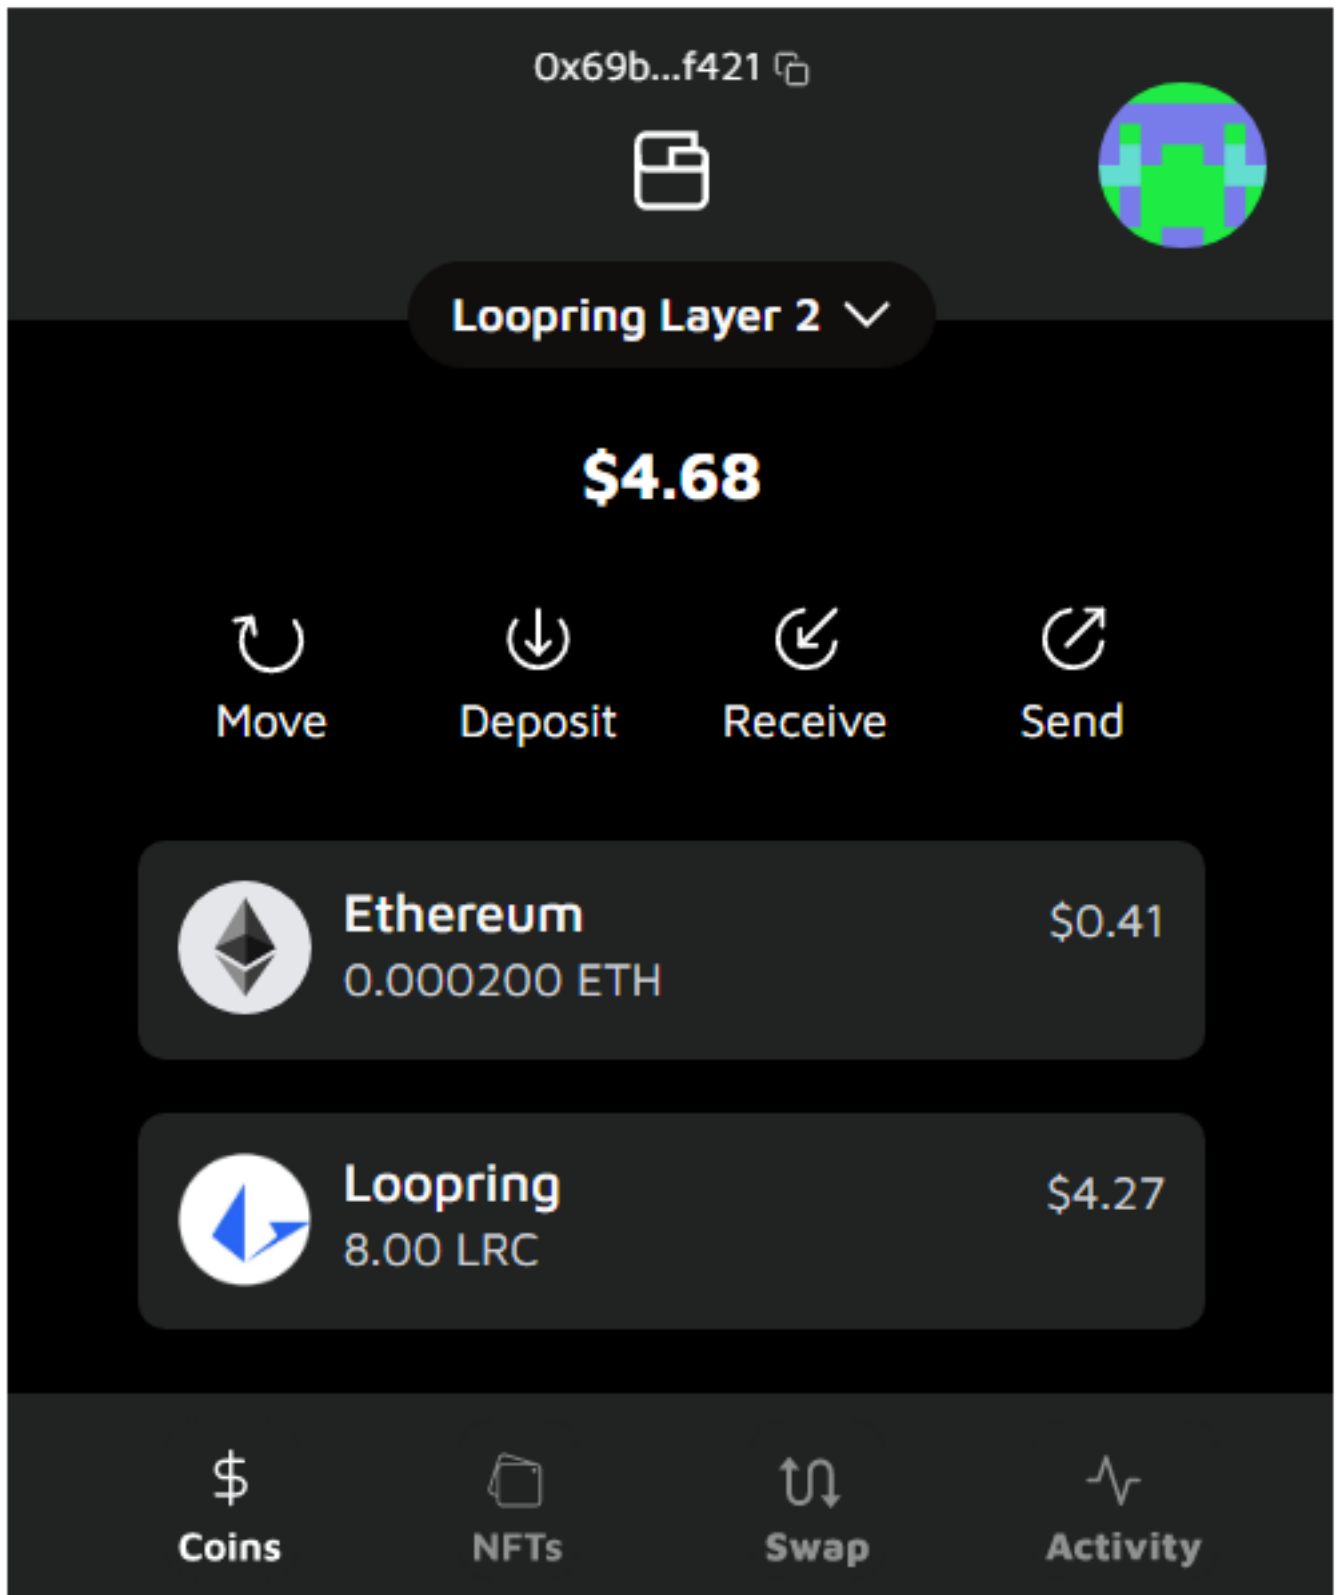 0x69b...f421
Loopring Layer 2
$4.68
Move Deposit Receive Send
Ethereum $0.41
0.000200 ETH
Loopring $4.27
8.00 LRC
Coins NFTs Swap Activity